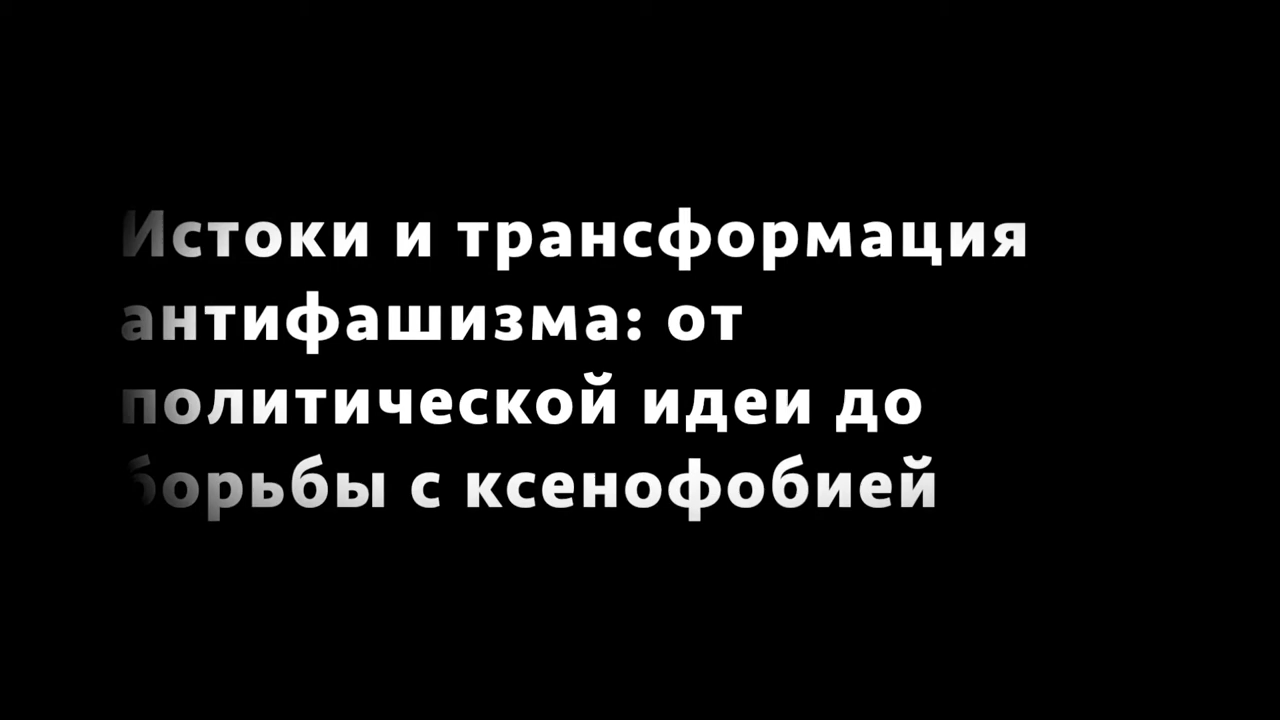 Истоки и трансформация
антифашизма: от
политической идеи до
борьбы с ксенофобией